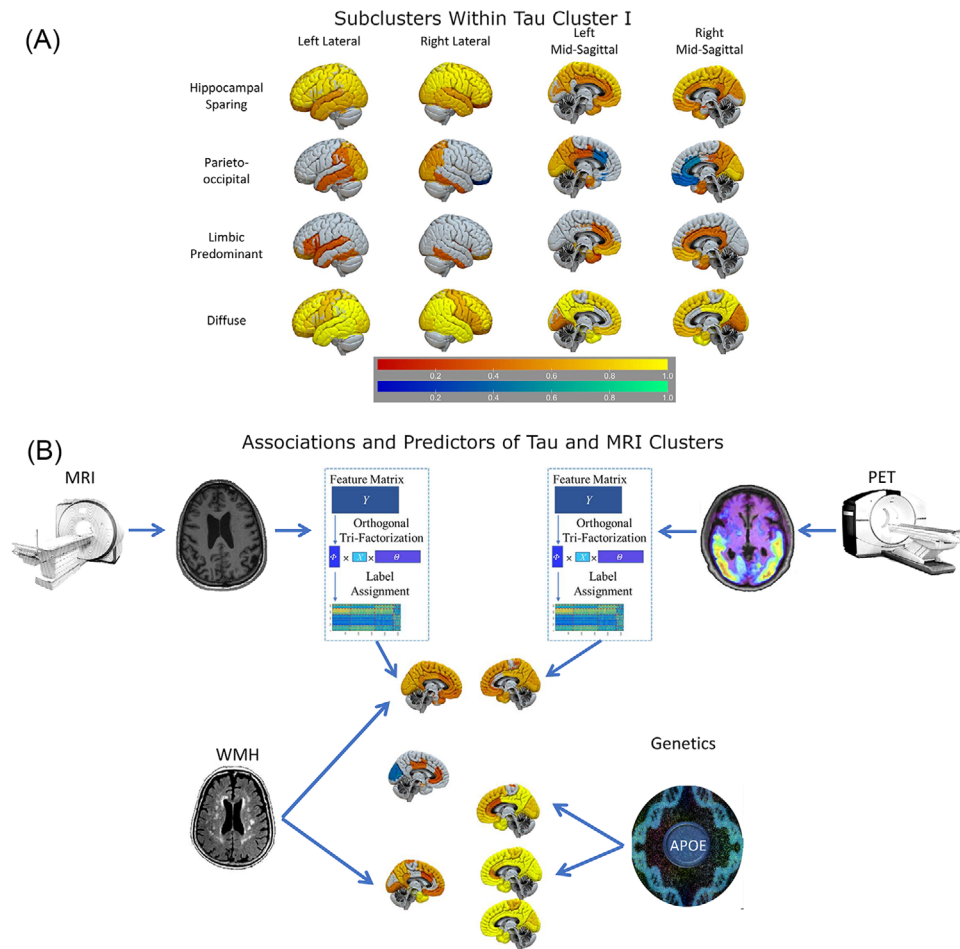 (A)
Subclusters Within Tau Cluster I
Left Lateral
Right Lateral
Left
Mid-Sagittal
Right
Mid-Sagittal
Hippocampal
Sparing
Parieto-
occipital
Limbic
Predominant
Diffuse
0.2 0.4 0.6 0.8 1.0
0.2 0.4 0.6 0.8 1.0
(B)
Associations and Predictors of Tau and MRI Clusters
MRI
Feature Matrix
Y
Orthogonal
Tri-Factorization
Φ × X × Θ
Label
Assignment
Feature Matrix
Y
Orthogonal
Tri-Factorization
Φ × X × Θ
Label
Assignment
PET
WMH
Genetics
APOE